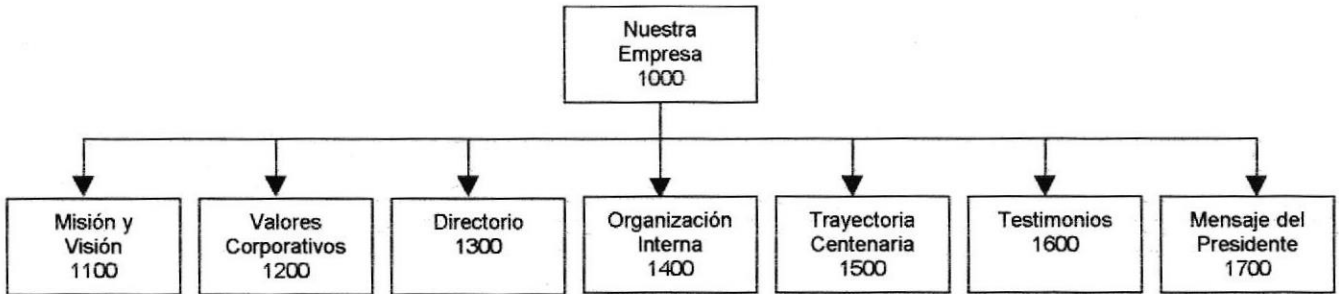 Nuestra
Empresa
1000
Misión y
Visión
1100
Valores
Corporativos
1200
Directorio
1300
Organización
Interna
1400
Trayectoria
Centenaria
1500
Testimonios
1600
Mensaje del
Presidente
1700